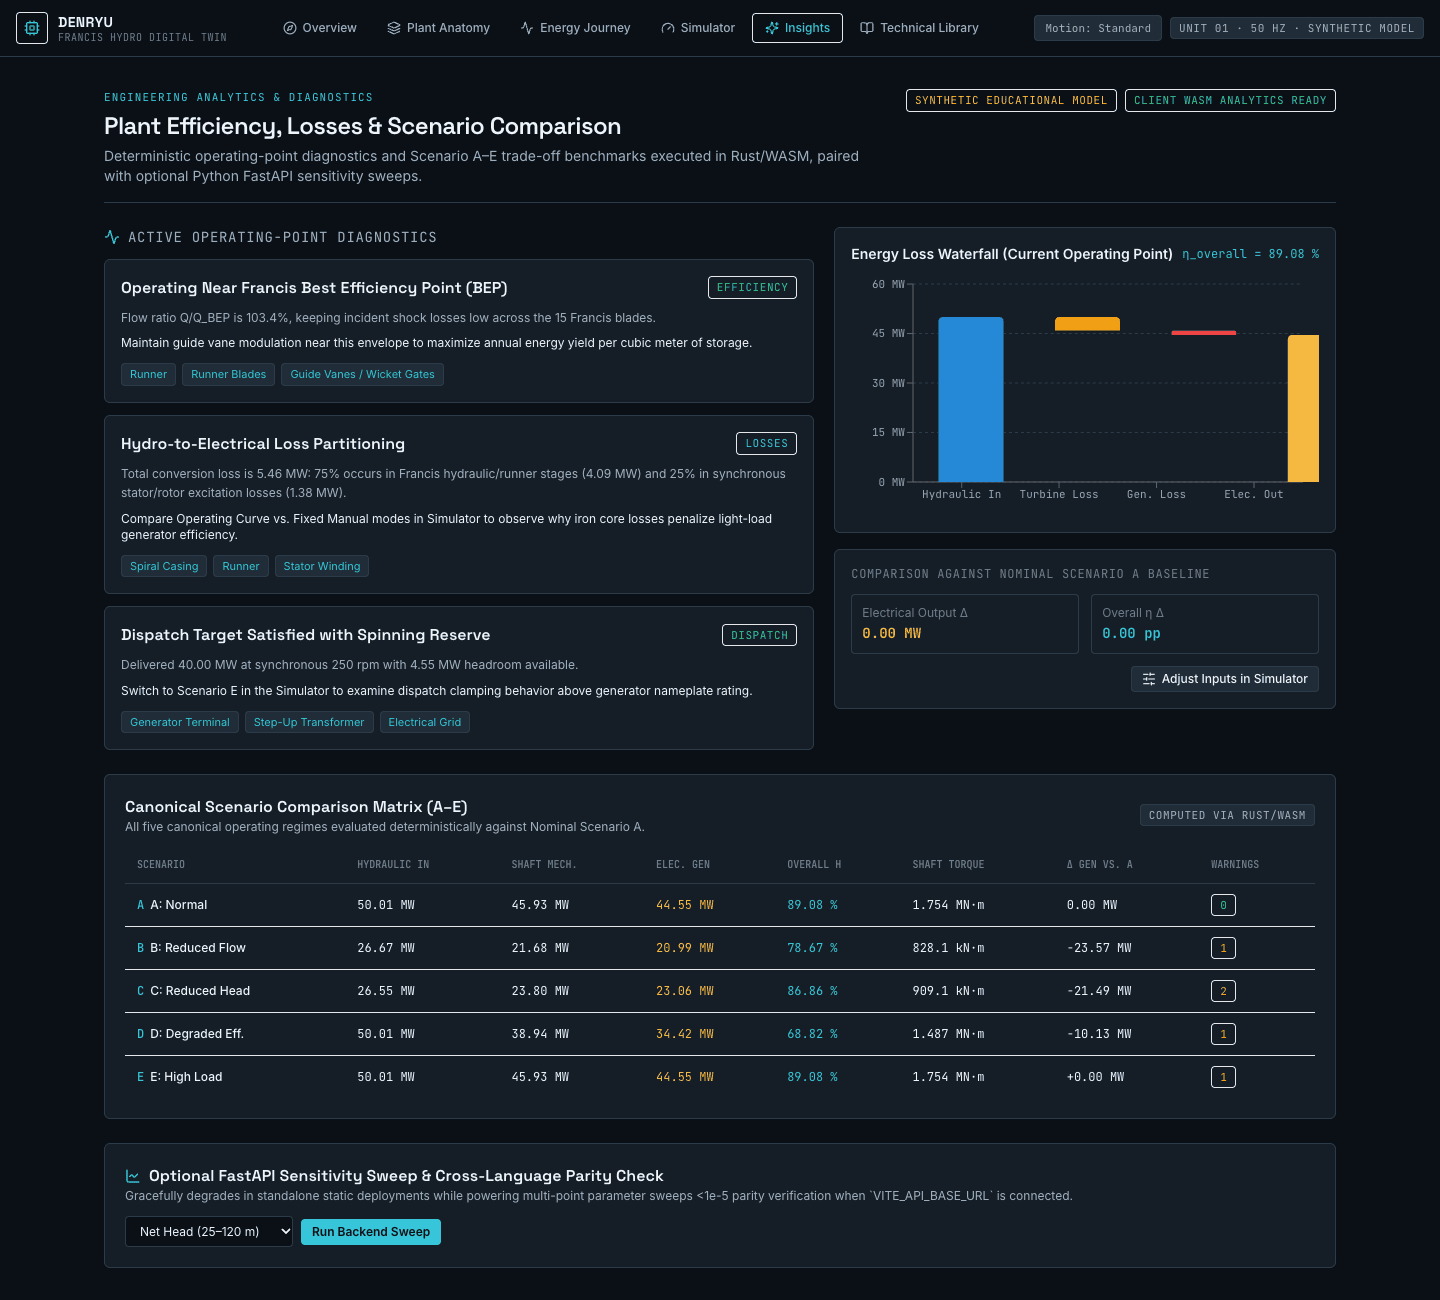 DENRYU
FRANCIS HYDRO DIGITAL TWIN
Overview
Plant Anatomy
Energy Journey
Simulator
Insights
Technical Library
Motion: Standard
UNIT 01 · 50 HZ · SYNTHETIC MODEL
ENGINEERING ANALYTICS & DIAGNOSTICS
SYNTHETIC EDUCATIONAL MODEL
CLIENT WASM ANALYTICS READY
Plant Efficiency, Losses & Scenario Comparison
Deterministic operating-point diagnostics and Scenario A–E trade-off benchmarks executed in Rust/WASM, paired
with optional Python FastAPI sensitivity sweeps.
ACTIVE OPERATING-POINT DIAGNOSTICS
Operating Near Francis Best Efficiency Point (BEP)
EFFICIENCY
Flow ratio Q/Q_BEP is 103.4%, keeping incident shock losses low across the 15 Francis blades.
Maintain guide vane modulation near this envelope to maximize annual energy yield per cubic meter of storage.
Runner
Runner Blades
Guide Vanes / Wicket Gates
Hydro-to-Electrical Loss Partitioning
LOSSES
Total conversion loss is 5.46 MW: 75% occurs in Francis hydraulic/runner stages (4.09 MW) and 25% in synchronous
stator/rotor excitation losses (1.38 MW).
Compare Operating Curve vs. Fixed Manual modes in Simulator to observe why iron core losses penalize light-load
generator efficiency.
Spiral Casing
Runner
Stator Winding
Dispatch Target Satisfied with Spinning Reserve
DISPATCH
Delivered 40.00 MW at synchronous 250 rpm with 4.55 MW headroom available.
Switch to Scenario E in the Simulator to examine dispatch clamping behavior above generator nameplate rating.
Generator Terminal
Step-Up Transformer
Electrical Grid
Energy Loss Waterfall (Current Operating Point)
η_overall = 89.08 %
60 MW
45 MW
30 MW
15 MW
0 MW
Hydraulic In
Turbine Loss
Gen. Loss
Elec. Out
COMPARISON AGAINST NOMINAL SCENARIO A BASELINE
Electrical Output Δ
0.00 MW
Overall η Δ
0.00 pp
Adjust Inputs in Simulator
Canonical Scenario Comparison Matrix (A–E)
All five canonical operating regimes evaluated deterministically against Nominal Scenario A.
COMPUTED VIA RUST/WASM
SCENARIO HYDRAULIC IN SHAFT MECH. ELEC. GEN OVERALL Η SHAFT TORQUE Δ GEN VS. A WARNINGS
A A: Normal 50.01 MW 45.93 MW 44.55 MW 89.08 % 1.754 MN·m 0.00 MW 0
B B: Reduced Flow 26.67 MW 21.68 MW 20.99 MW 78.67 % 828.1 kN·m -23.57 MW 1
C C: Reduced Head 26.55 MW 23.80 MW 23.06 MW 86.86 % 909.1 kN·m -21.49 MW 2
D D: Degraded Eff. 50.01 MW 38.94 MW 34.42 MW 68.82 % 1.487 MN·m -10.13 MW 1
E E: High Load 50.01 MW 45.93 MW 44.55 MW 89.08 % 1.754 MN·m +0.00 MW 1
Optional FastAPI Sensitivity Sweep & Cross-Language Parity Check
Gracefully degrades in standalone static deployments while powering multi-point parameter sweeps <1e-5 parity verification when `VITE_API_BASE_URL` is connected.
Net Head (25–120 m)
Run Backend Sweep